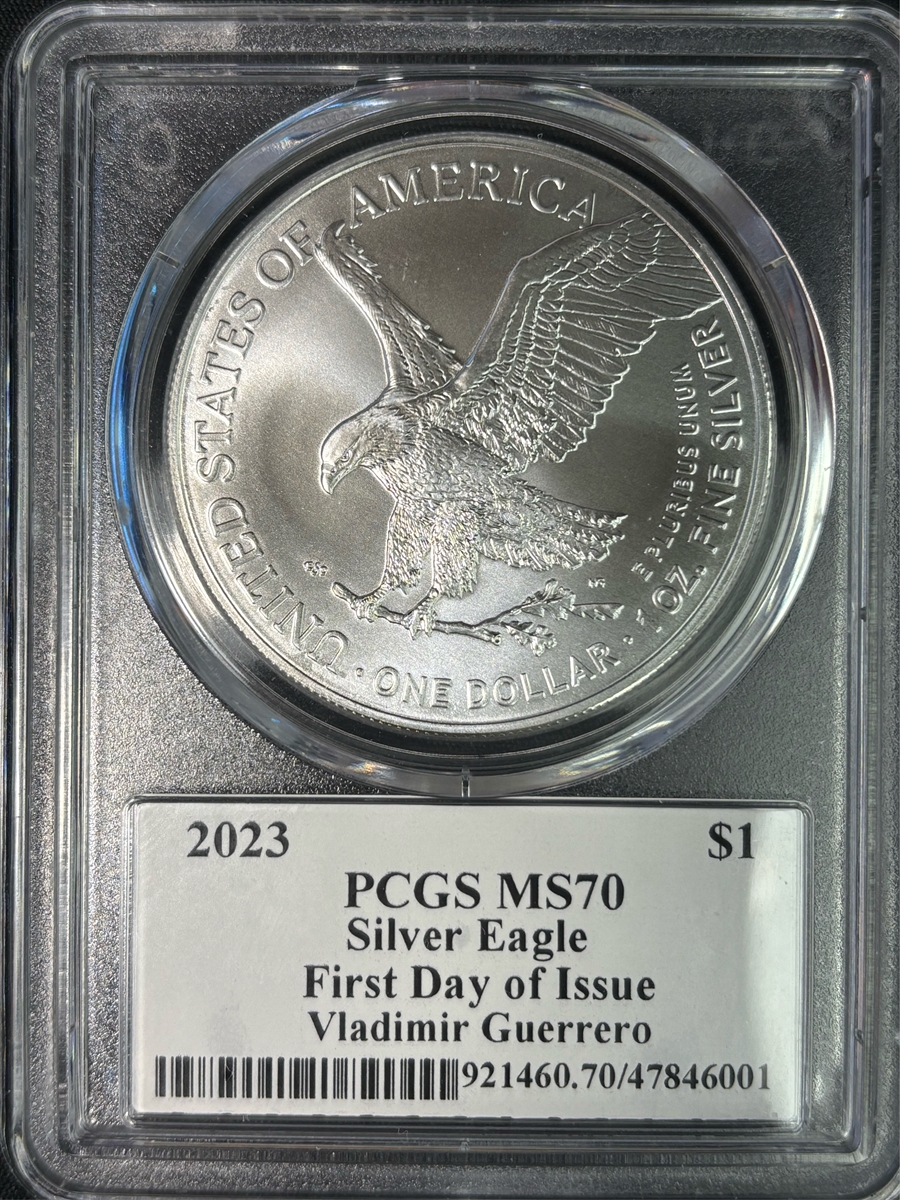 UNITED STATES OF AMERICA
E PLURIBUS UNUM
1 OZ. FINE SILVER
· ONE DOLLAR ·
2023 $1
PCGS MS70
Silver Eagle
First Day of Issue
Vladimir Guerrero
921460.70/47846001